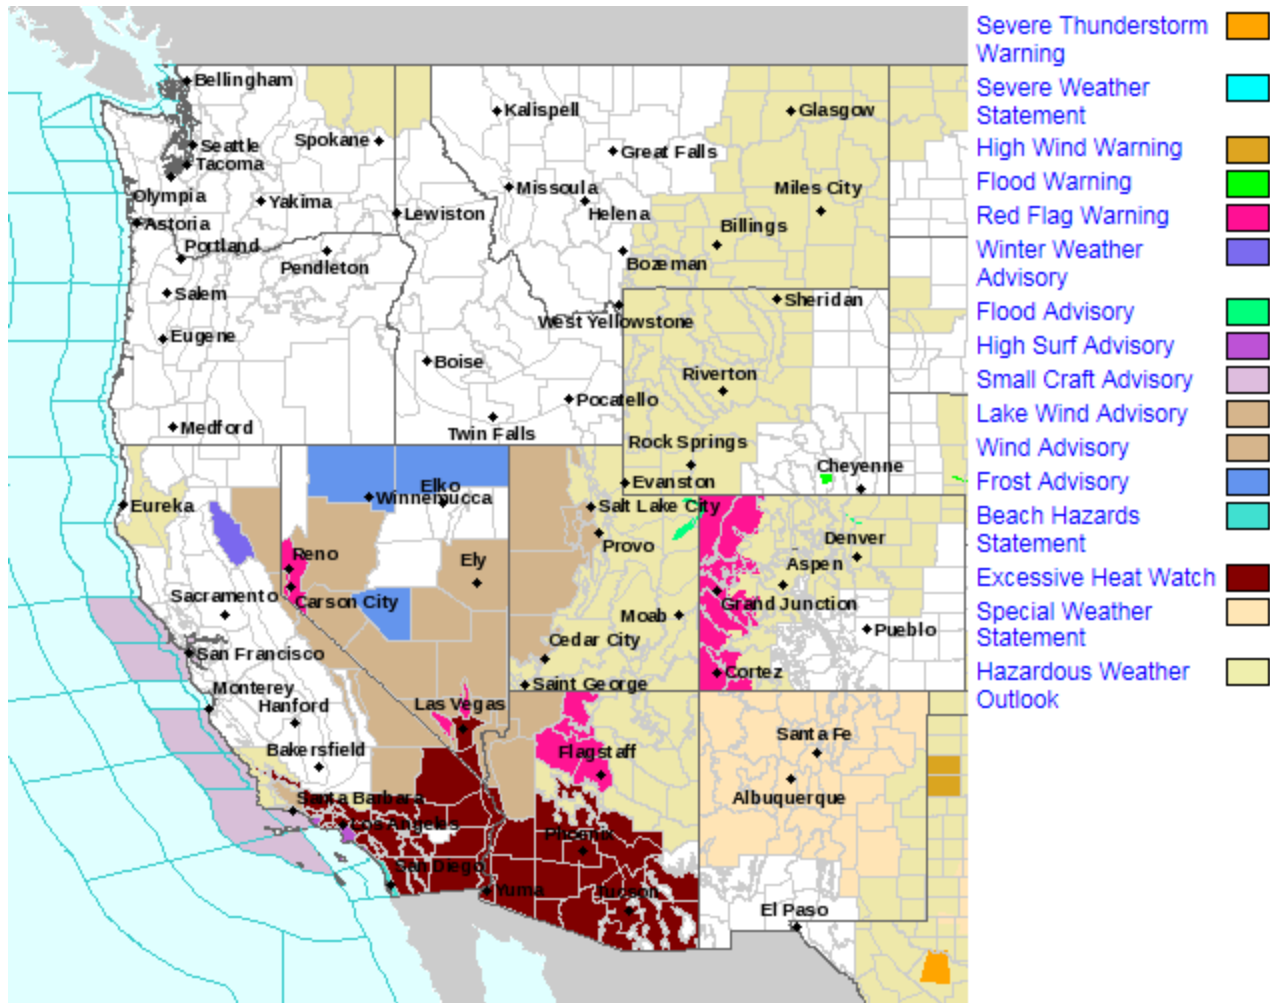 Bellingham
Seattle
Tacoma
Olympia
Astoria
Spokane
Yakima
Lewiston
Portland
Pendleton
Salem
Eugene
Medford
Kalispell
Great Falls
Missoula
Helena
Bozeman
Billings
Glasgow
Miles City
West Yellowstone
Sheridan
Boise
Pocatello
Twin Falls
Riverton
Rock Springs
Evanston
Cheyenne
Eureka
Elko
Winnemucca
Reno
Carson City
Ely
Sacramento
San Francisco
Monterey
Hanford
Bakersfield
Santa Barbara
Los Angeles
San Diego
Las Vegas
Salt Lake City
Provo
Moab
Cedar City
Saint George
Denver
Aspen
Grand Junction
Pueblo
Cortez
Flagstaff
Phoenix
Yuma
Tucson
Santa Fe
Albuquerque
El Paso
Severe Thunderstorm
Warning
Severe Weather
Statement
High Wind Warning
Flood Warning
Red Flag Warning
Winter Weather
Advisory
Flood Advisory
High Surf Advisory
Small Craft Advisory
Lake Wind Advisory
Wind Advisory
Frost Advisory
Beach Hazards
Statement
Excessive Heat Watch
Special Weather
Statement
Hazardous Weather
Outlook